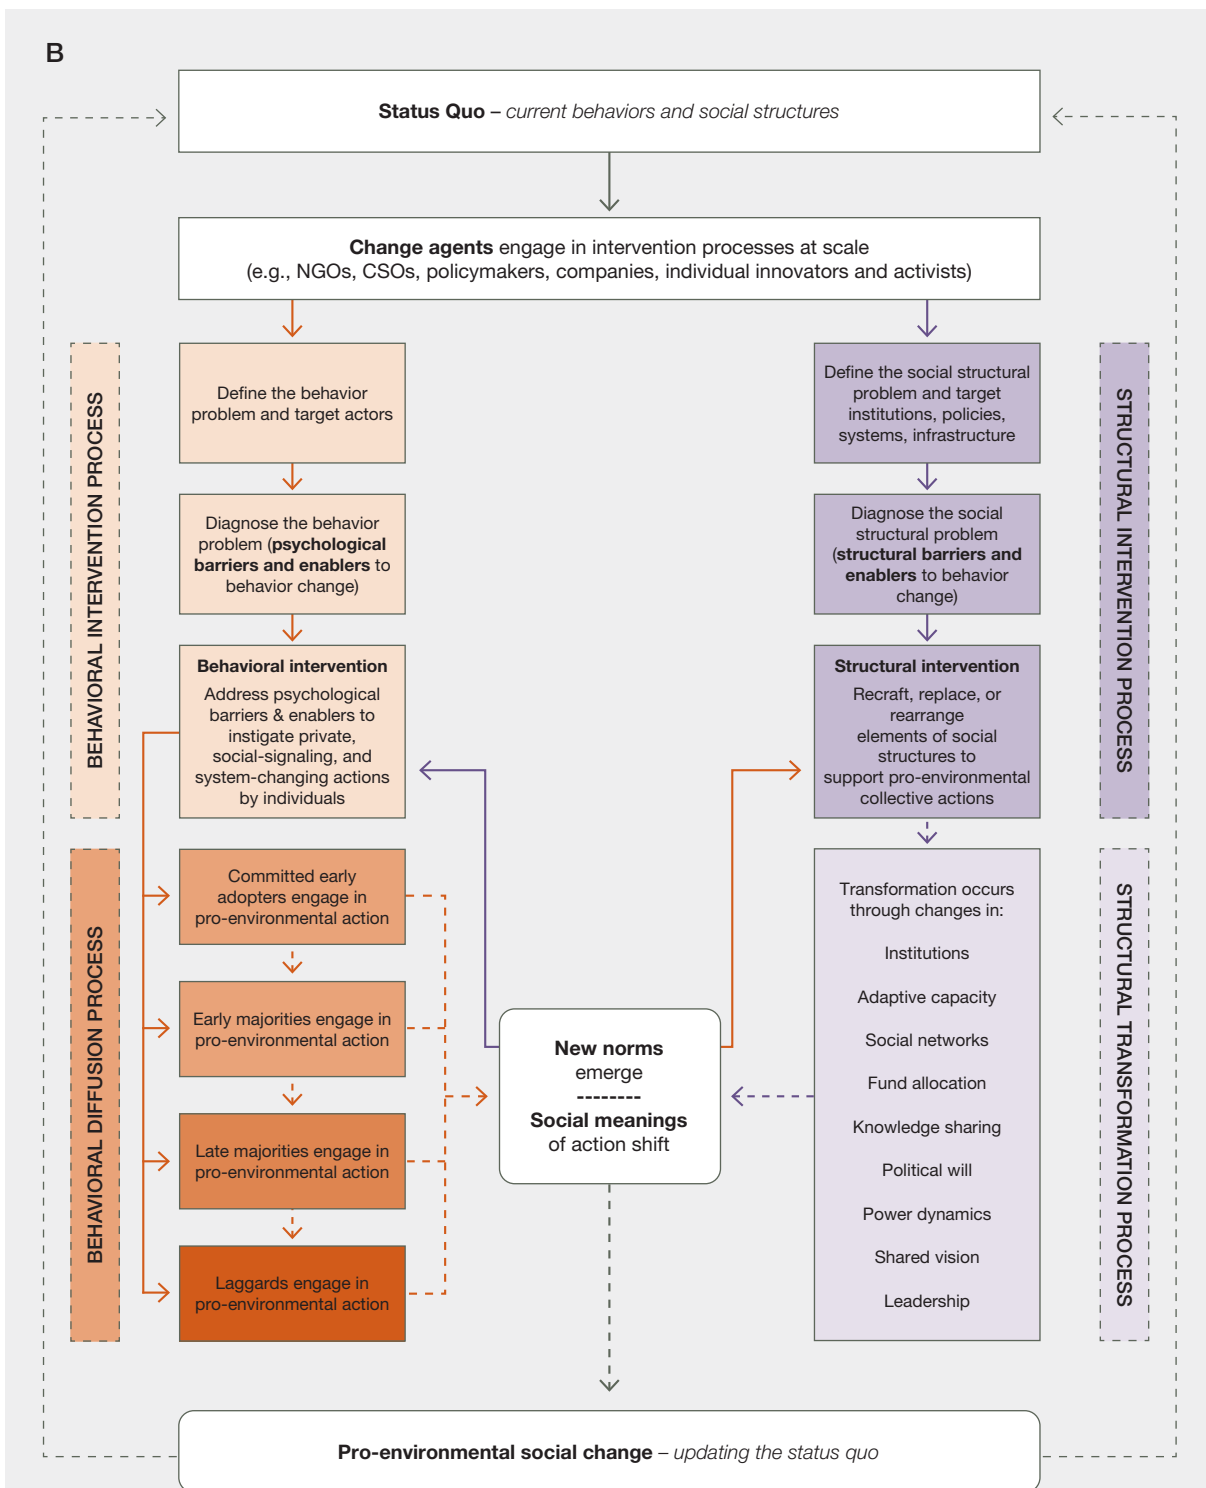 B
Status Quo – current behaviors and social structures
Change agents engage in intervention processes at scale
(e.g., NGOs, CSOs, policymakers, companies, individual innovators and activists)
BEHAVIORAL INTERVENTION PROCESS
Define the behavior
problem and target actors
Diagnose the behavior
problem (psychological
barriers and enablers to
behavior change)
Behavioral intervention
Address psychological
barriers & enablers to
instigate private,
social-signaling, and
system-changing actions
by individuals
BEHAVIORAL DIFFUSION PROCESS
Committed early
adopters engage in
pro-environmental action
Early majorities engage in
pro-environmental action
Late majorities engage in
pro-environmental action
Laggards engage in
pro-environmental action
New norms
emerge
--------
Social meanings
of action shift
Define the social structural
problem and target
institutions, policies,
systems, infrastructure
Diagnose the social
structural problem
(structural barriers and
enablers to behavior
change)
Structural intervention
Recraft, replace, or
rearrange
elements of social
structures to
support pro-environmental
collective actions
STRUCTURAL INTERVENTION PROCESS
Transformation occurs
through changes in:
Institutions
Adaptive capacity
Social networks
Fund allocation
Knowledge sharing
Political will
Power dynamics
Shared vision
Leadership
STRUCTURAL TRANSFORMATION PROCESS
Pro-environmental social change – updating the status quo